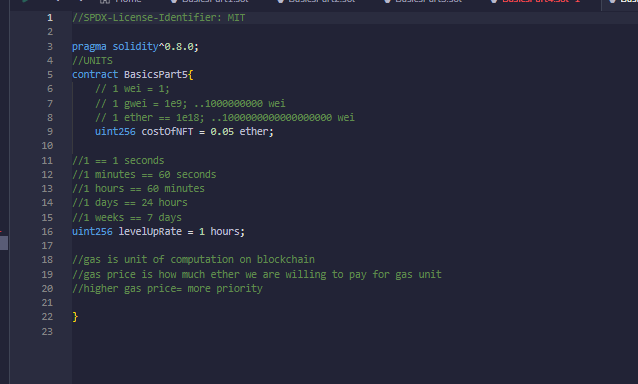 Home BasicsPart1.sol BasicsPart2.sol BasicsPart3.sol BasicsPart4.sol 1
1 //SPDX-License-Identifier: MIT
2
3 pragma solidity^0.8.0;
4 //UNITS
5 contract BasicsPart5{
6 // 1 wei = 1;
7 // 1 gwei = 1e9; ..1000000000 wei
8 // 1 ether == 1e18; ..1000000000000000000 wei
9 uint256 costOfNFT = 0.05 ether;
10
11 //1 == 1 seconds
12 //1 minutes == 60 seconds
13 //1 hours == 60 minutes
14 //1 days == 24 hours
15 //1 weeks == 7 days
16 uint256 levelUpRate = 1 hours;
17
18 //gas is unit of computation on blockchain
19 //gas price is how much ether we are willing to pay for gas unit
20 //higher gas price= more priority
21
22 }
23